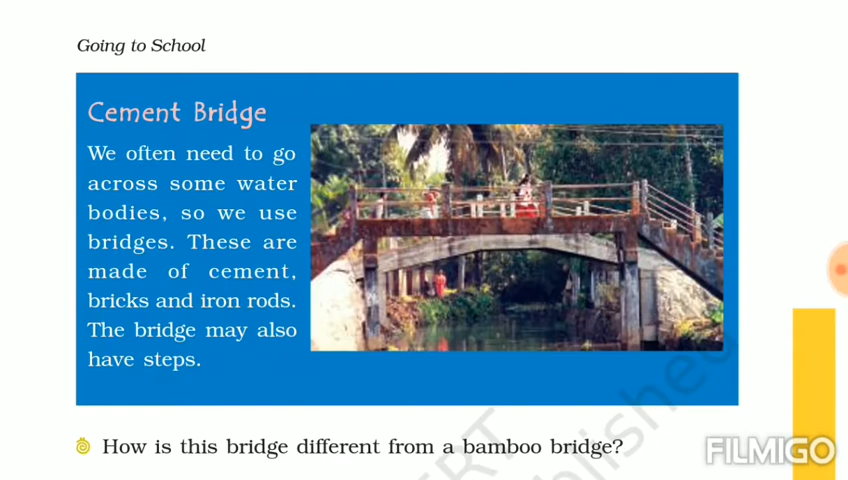 Going to School
Cement Bridge
We often need to go
across some water
bodies, so we use
bridges. These are
made of cement,
bricks and iron rods.
The bridge may also
have steps.
How is this bridge different from a bamboo bridge?
FILMIGO